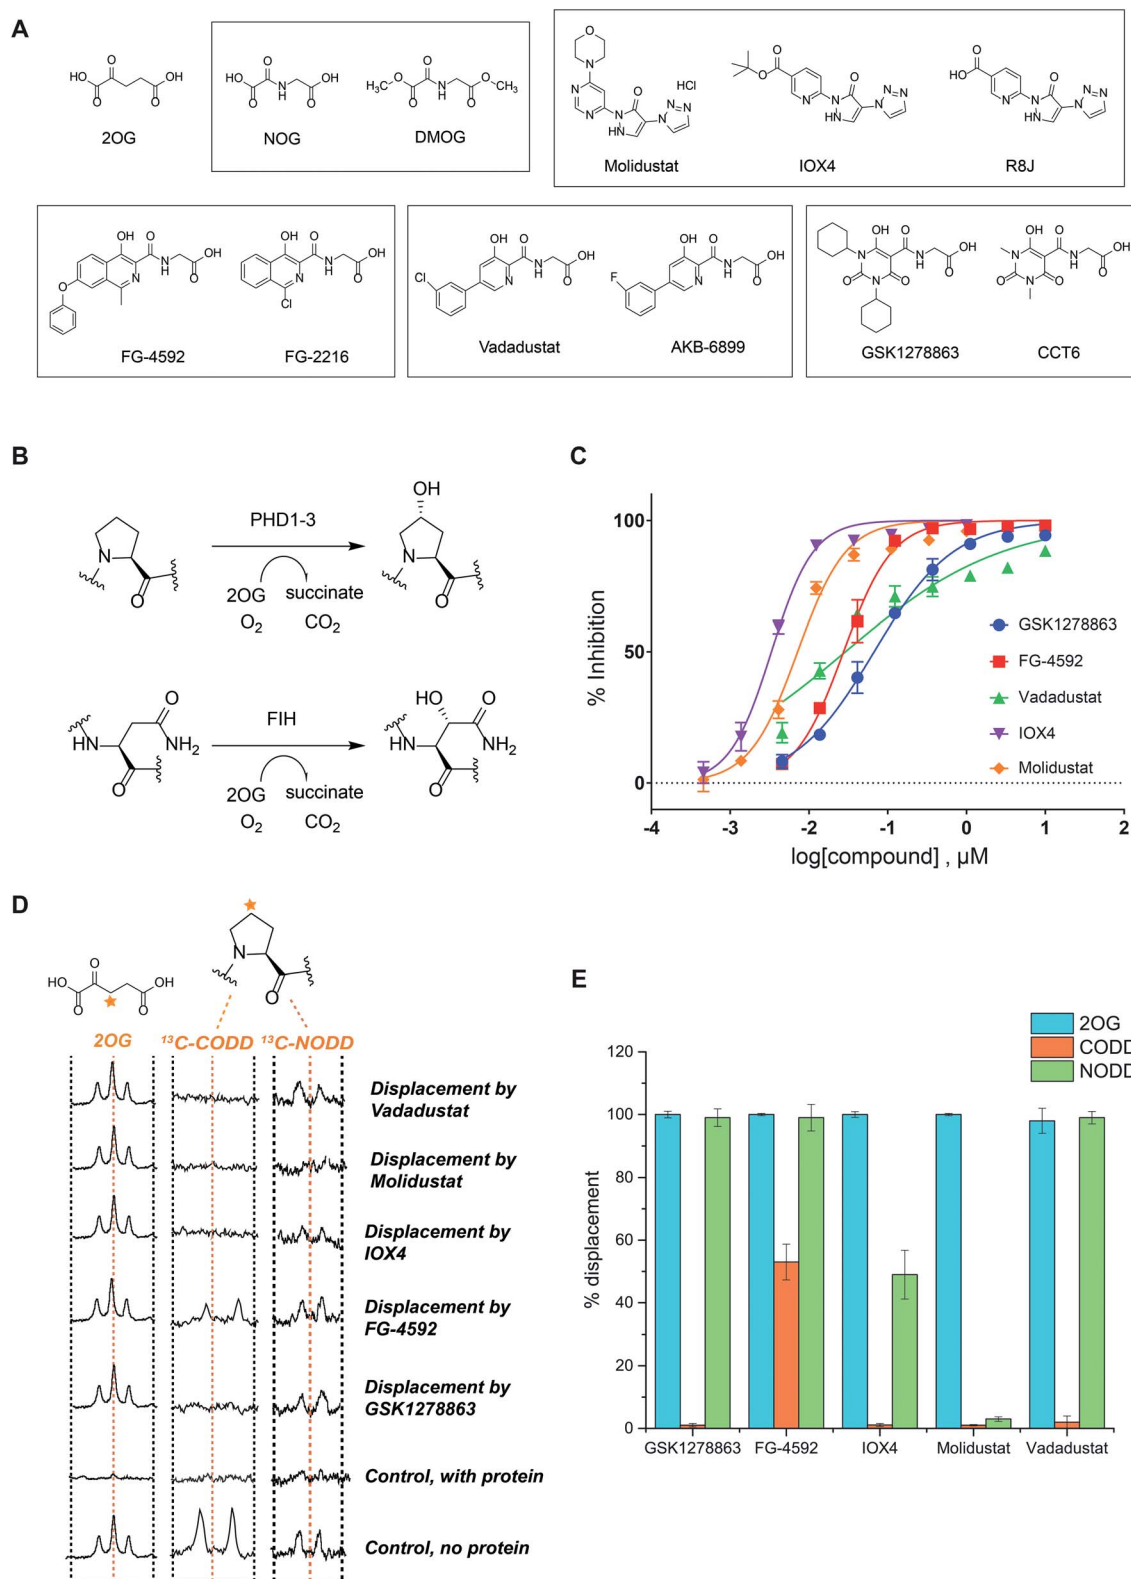 A
2OG
NOG
DMOG
Molidustat
HCl
IOX4
R8J
FG-4592
FG-2216
Vadadustat
AKB-6899
GSK1278863
CCT6
B
PHD1-3
2OG
succinate
O2
CO2
FIH
2OG
succinate
O2
CO2
C
% Inhibition
100
50
0
-4 -3 -2 -1 0 1 2
log[compound] , µM
GSK1278863
FG-4592
Vadadustat
IOX4
Molidustat
D
2OG 13C-CODD 13C-NODD
Displacement by
Vadadustat
Displacement by
Molidustat
Displacement by
IOX4
Displacement by
FG-4592
Displacement by
GSK1278863
Control, with protein
Control, no protein
E
2OG
CODD
NODD
% displacement
120
100
80
60
40
20
0
GSK1278863 FG-4592 IOX4 Molidustat Vadadustat